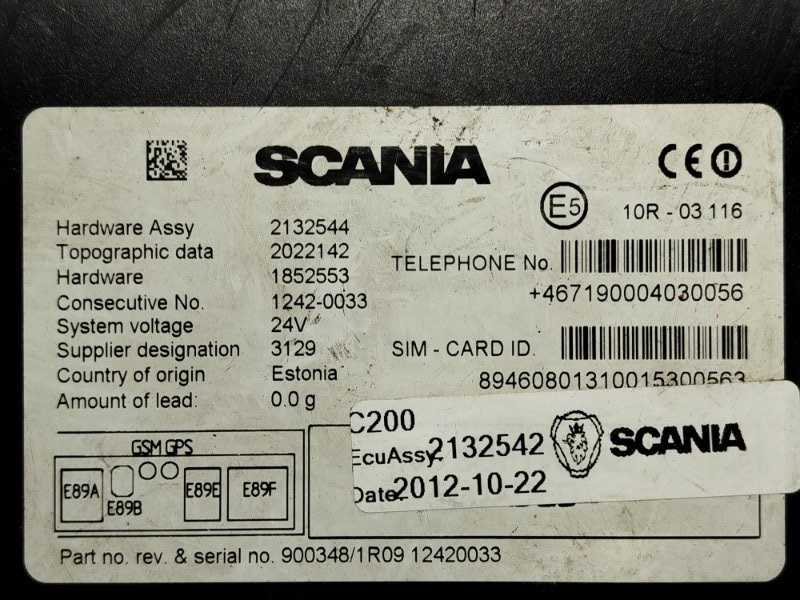 SCANIA
CE
E5
10R - 03 116
Hardware Assy 2132544
Topographic data 2022142
Hardware 1852553
Consecutive No. 1242-0033
System voltage 24V
Supplier designation 3129
Country of origin Estonia
Amount of lead: 0.0 g
TELEPHONE No.
+467190004030056
SIM - CARD ID.
89460801310015300563
C200
EcuAssy. 2132542
SCANIA
Date. 2012-10-22
GSM GPS
E89A
E89B
E89E
E89F
Part no. rev. & serial no. 900348/1R09 12420033